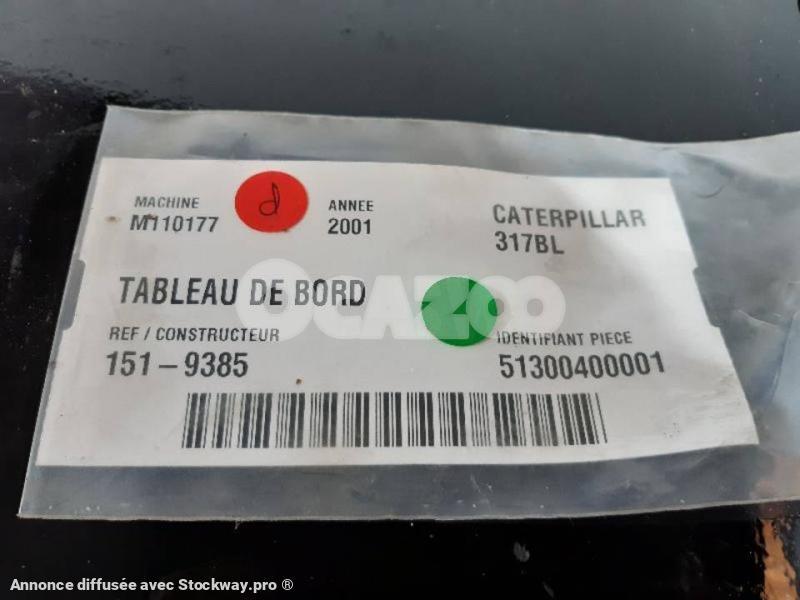 MACHINE
M110177
d
ANNEE
2001
CATERPILLAR
317BL
TABLEAU DE BORD
OCAZOO
REF / CONSTRUCTEUR
151-9385
IDENTIFIANT PIECE
51300400001
Annonce diffusée avec Stockway.pro ®